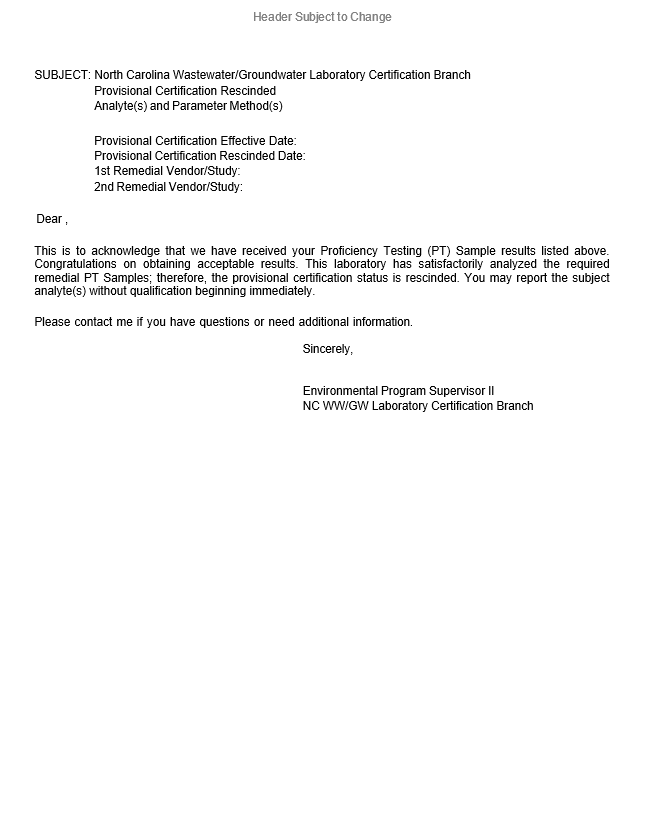 Header Subject to Change
SUBJECT: North Carolina Wastewater/Groundwater Laboratory Certification Branch
Provisional Certification Rescinded
Analyte(s) and Parameter Method(s)
Provisional Certification Effective Date:
Provisional Certification Rescinded Date:
1st Remedial Vendor/Study:
2nd Remedial Vendor/Study:
Dear ,
This is to acknowledge that we have received your Proficiency Testing (PT) Sample results listed above.
Congratulations on obtaining acceptable results. This laboratory has satisfactorily analyzed the required
remedial PT Samples; therefore, the provisional certification status is rescinded. You may report the subject
analyte(s) without qualification beginning immediately.
Please contact me if you have questions or need additional information.
Sincerely,
Environmental Program Supervisor II
NC WW/GW Laboratory Certification Branch